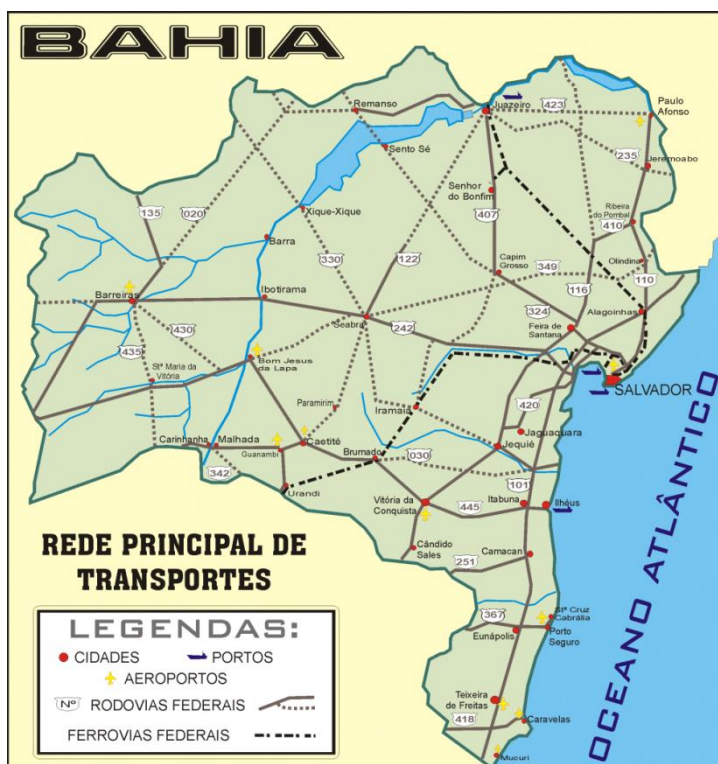 BAHIA
Remanso
Juazeiro
423
Paulo
Afonso
Sento Sé
235
Jeremoabo
Senhor
do Bonfim
135
020
Xique-Xique
407
Ribeira
do Pombal
410
Barra
330
122
Capim
Grosso
349
Olindina
116
110
Barreiras
Ibotirama
324
Alagoinhas
430
Seabra
242
Feira de
Santana
435
Stª Maria da
Vitória
Bom Jesus
da Lapa
SALVADOR
Paramirim
Iramaia
420
Jaguaquara
Carinhanha
Malhada
Guanambi
Caetité
Brumado
030
Jequié
342
Urandi
101
Vitória da
Conquista
445
Itabuna
Ilhéus
Cândido
Sales
251
Camacan
367
Stª Cruz
Cabrália
Eunápolis
Porto
Seguro
Teixeira
de Freitas
418
Caravelas
Mucuri
OCEANO ATLÂNTICO
REDE PRINCIPAL DE
TRANSPORTES
LEGENDAS:
CIDADES
PORTOS
AEROPORTOS
Nº RODOVIAS FEDERAIS
FERROVIAS FEDERAIS